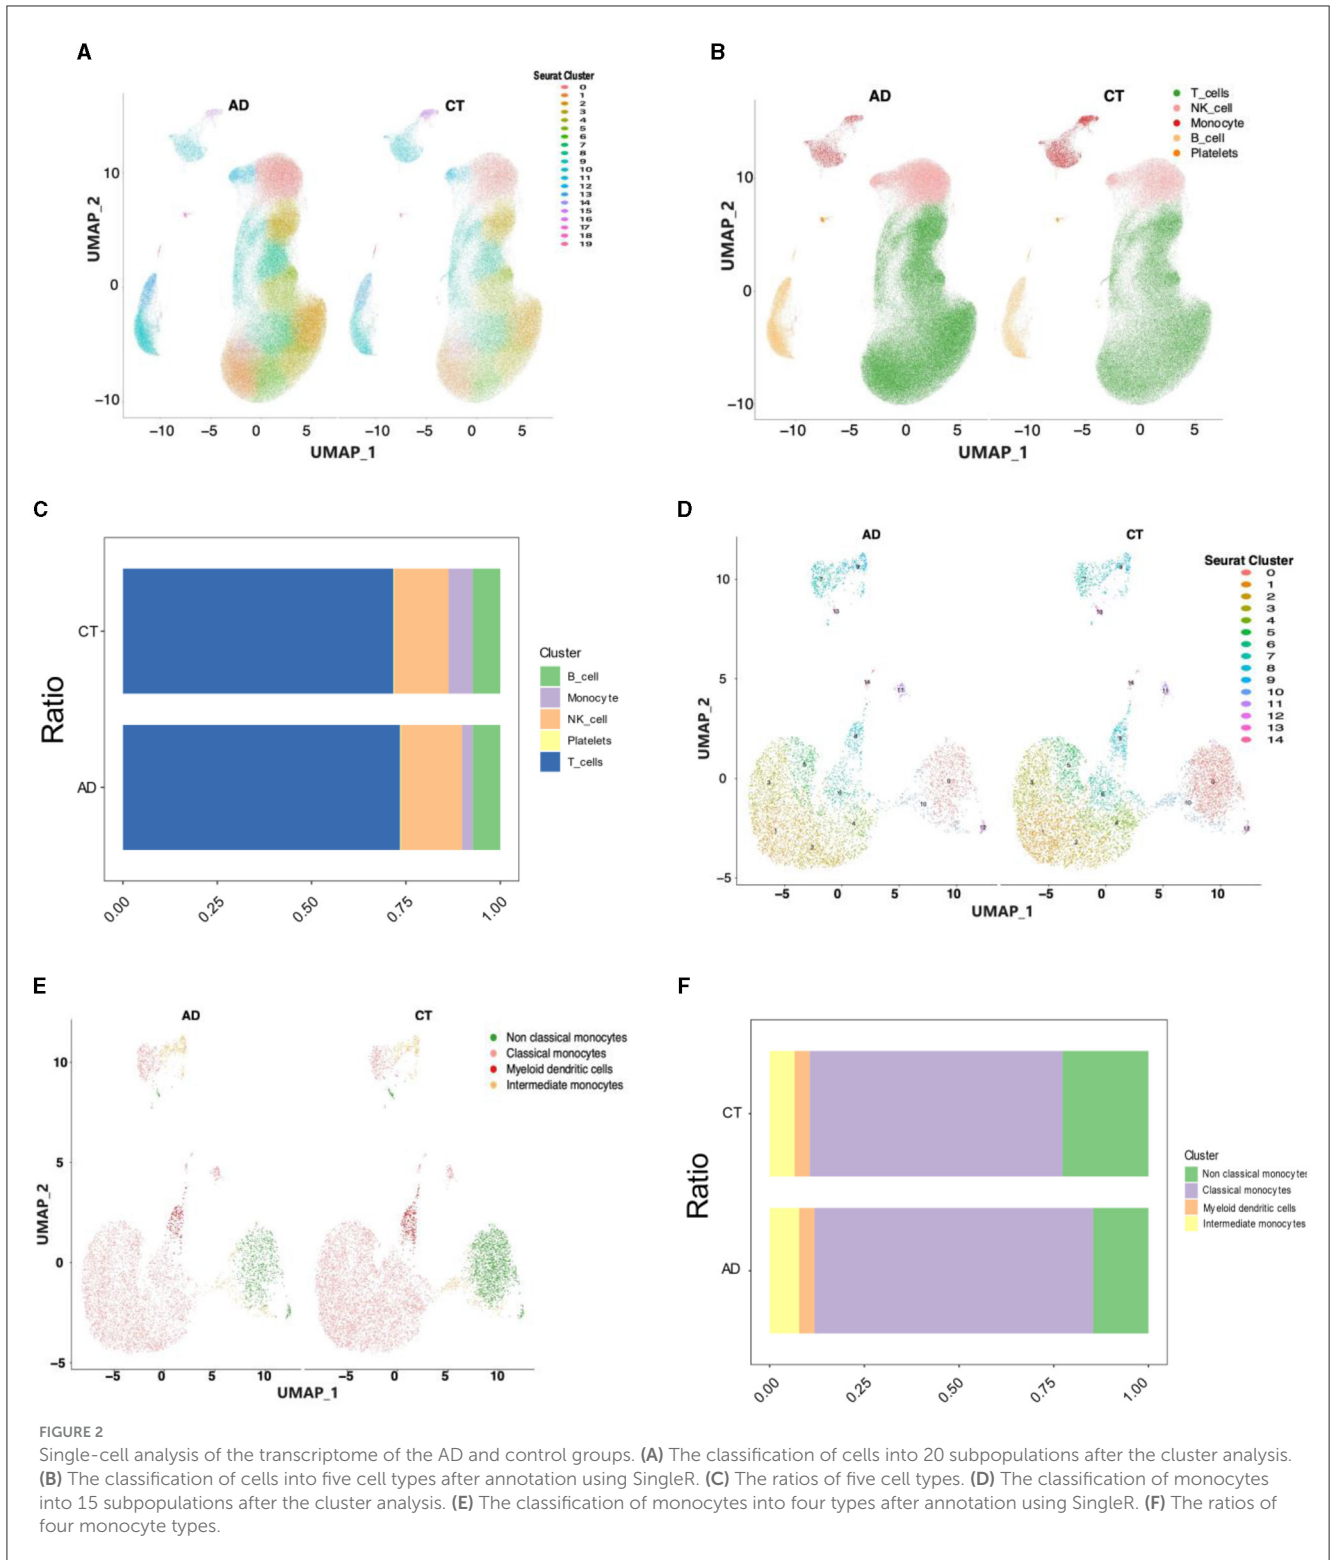 A
AD
CT
Seurat Cluster
0
1
2
3
4
5
6
7
8
9
10
11
12
13
14
15
16
17
18
19
UMAP_2
10
0
−10
−10 −5 0 5 −10 −5 0 5
UMAP_1
B
AD
CT
T_cells
NK_cell
Monocyte
B_cell
Platelets
UMAP_2
10
0
−10
−10 −5 0 5 −10 −5 0 5
UMAP_1
C
Ratio
CT
AD
0.00 0.25 0.50 0.75 1.00
Cluster
B_cell
Monocyte
NK_cell
Platelets
T_cells
D
AD
CT
Seurat Cluster
0
1
2
3
4
5
6
7
8
9
10
11
12
13
14
UMAP_2
10
5
0
−5
−5 0 5 10 −5 0 5 10
UMAP_1
E
AD
CT
Non classical monocytes
Classical monocytes
Myeloid dendritic cells
Intermediate monocytes
UMAP_2
10
5
0
−5
−5 0 5 10 −5 0 5 10
UMAP_1
F
Ratio
CT
AD
0.00 0.25 0.50 0.75 1.00
Cluster
Non classical monocytes
Classical monocytes
Myeloid dendritic cells
Intermediate monocytes
FIGURE 2
Single-cell analysis of the transcriptome of the AD and control groups. (A) The classification of cells into 20 subpopulations after the cluster analysis.
(B) The classification of cells into five cell types after annotation using SingleR. (C) The ratios of five cell types. (D) The classification of monocytes
into 15 subpopulations after the cluster analysis. (E) The classification of monocytes into four types after annotation using SingleR. (F) The ratios of
four monocyte types.